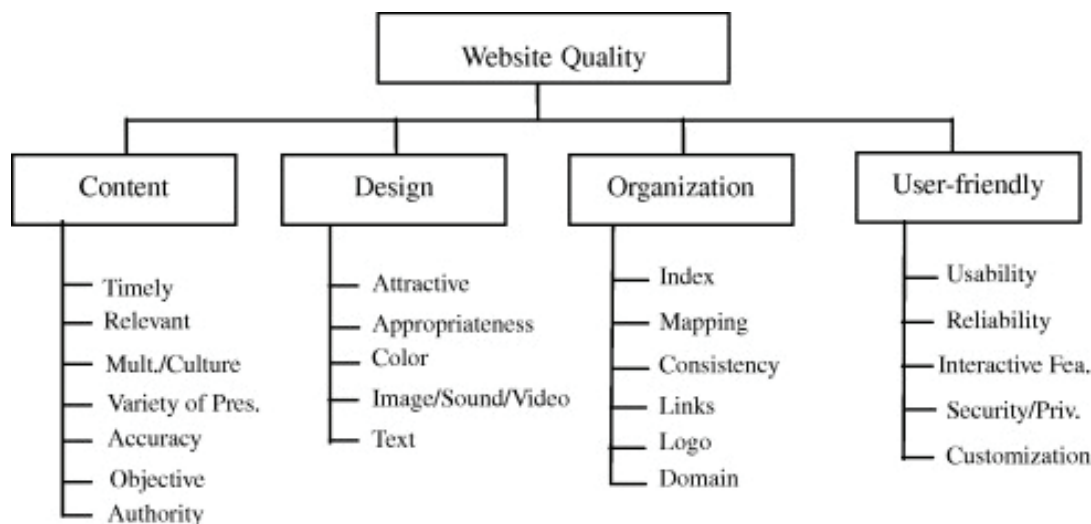 Website Quality
Content
Design
Organization
User-friendly
Timely
Relevant
Mult./Culture
Variety of Pres.
Accuracy
Objective
Authority
Attractive
Appropriateness
Color
Image/Sound/Video
Text
Index
Mapping
Consistency
Links
Logo
Domain
Usability
Reliability
Interactive Fea.
Security/Priv.
Customization